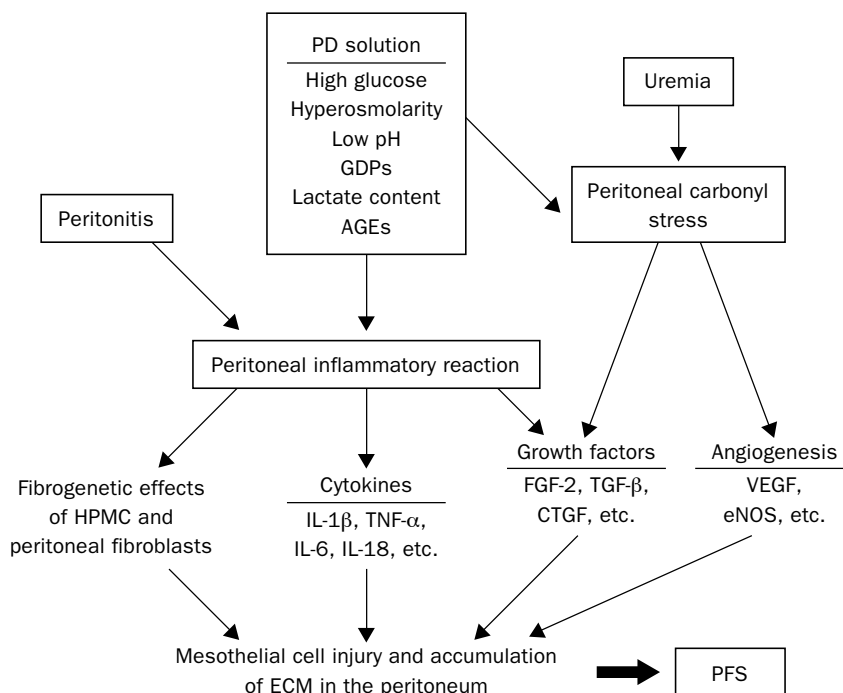 PD solution
High glucose
Hyperosmolarity
Low pH
GDPs
Lactate content
AGEs
Uremia
Peritoneal carbonyl
stress
Peritonitis
Peritoneal inflammatory reaction
Fibrogenetic effects
of HPMC and
peritoneal fibroblasts
Cytokines
IL-1β, TNF-α,
IL-6, IL-18, etc.
Growth factors
FGF-2, TGF-β,
CTGF, etc.
Angiogenesis
VEGF,
eNOS, etc.
Mesothelial cell injury and accumulation
of ECM in the peritoneum
PFS